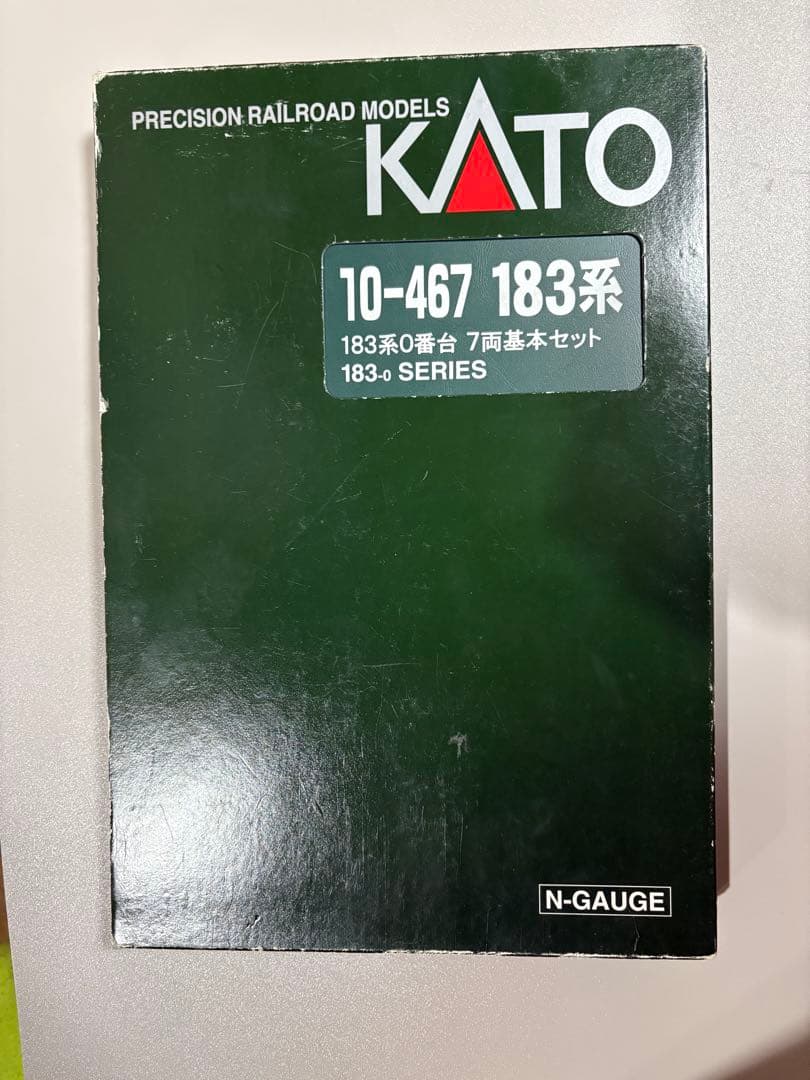 PRECISION RAILROAD MODELS
KATO
10-467 183系
183系0番台 7両基本セット
183-0 SERIES
N-GAUGE